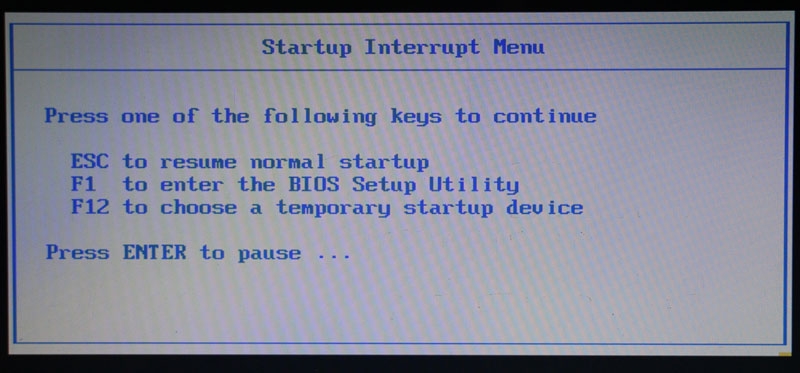 Startup Interrupt Menu
Press one of the following keys to continue
ESC to resume normal startup
F1 to enter the BIOS Setup Utility
F12 to choose a temporary startup device
Press ENTER to pause ...